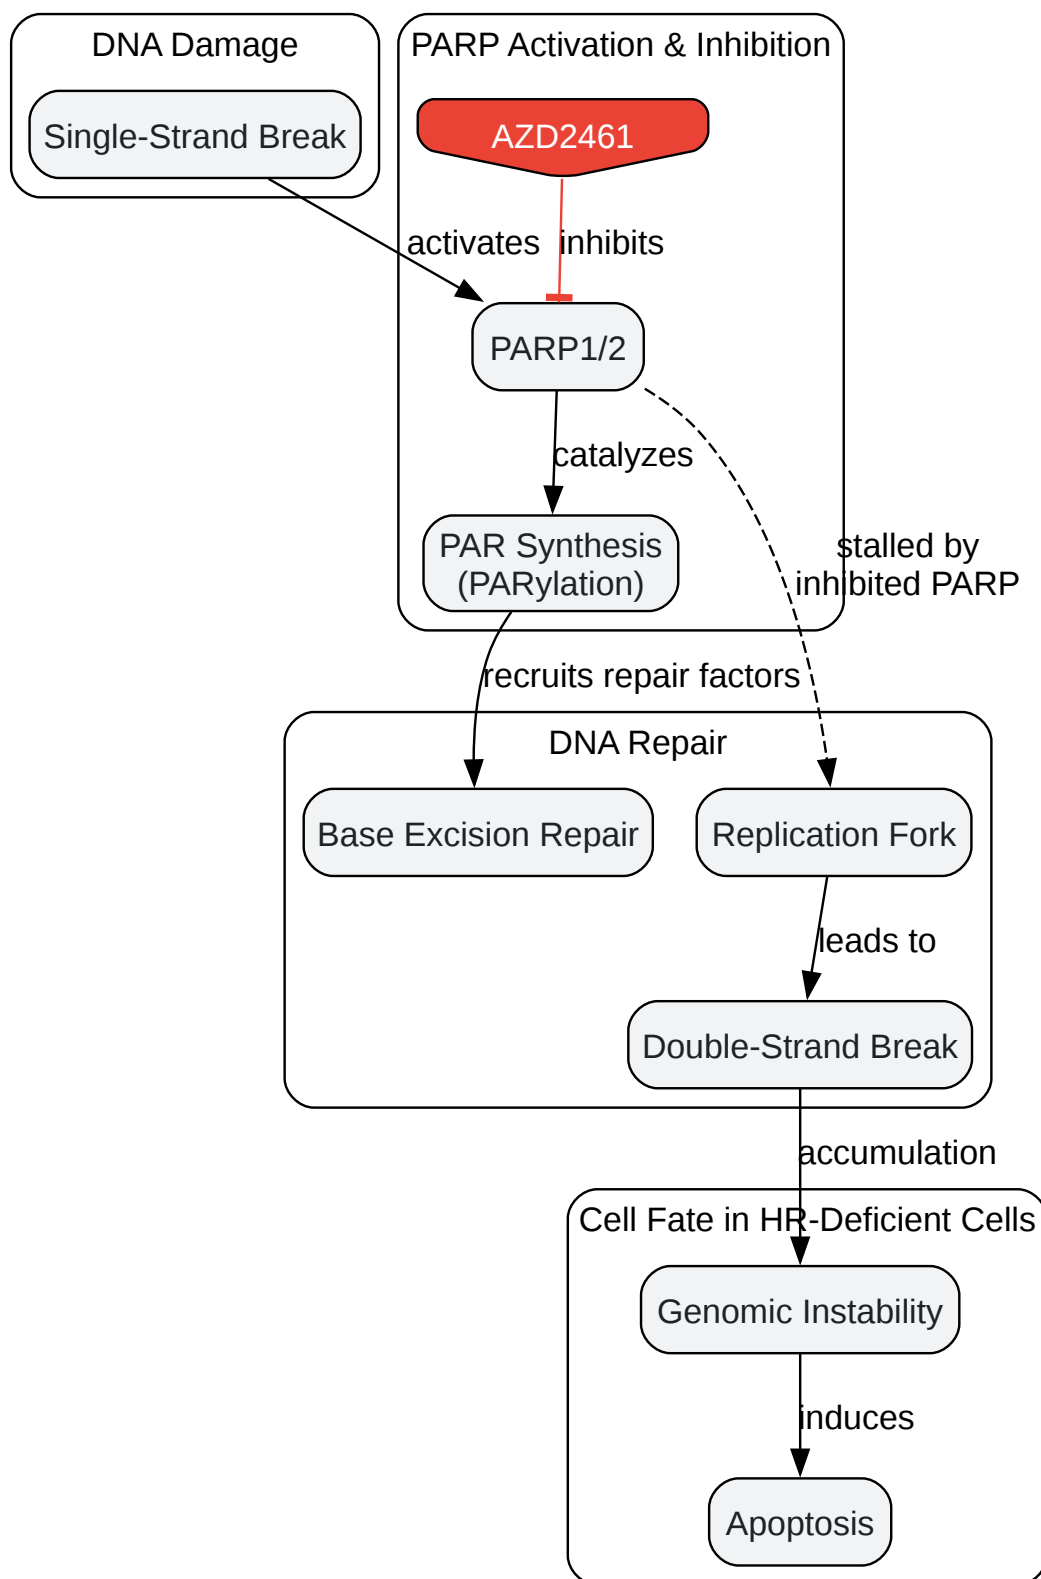 DNA Damage
PARP Activation & Inhibition
Single-Strand Break
AZD2461
activates
inhibits
PARP1/2
catalyzes
PAR Synthesis
(PARylation)
stalled by
inhibited PARP
recruits repair factors
DNA Repair
Base Excision Repair
Replication Fork
leads to
Double-Strand Break
accumulation
Cell Fate in HR-Deficient Cells
Genomic Instability
induces
Apoptosis